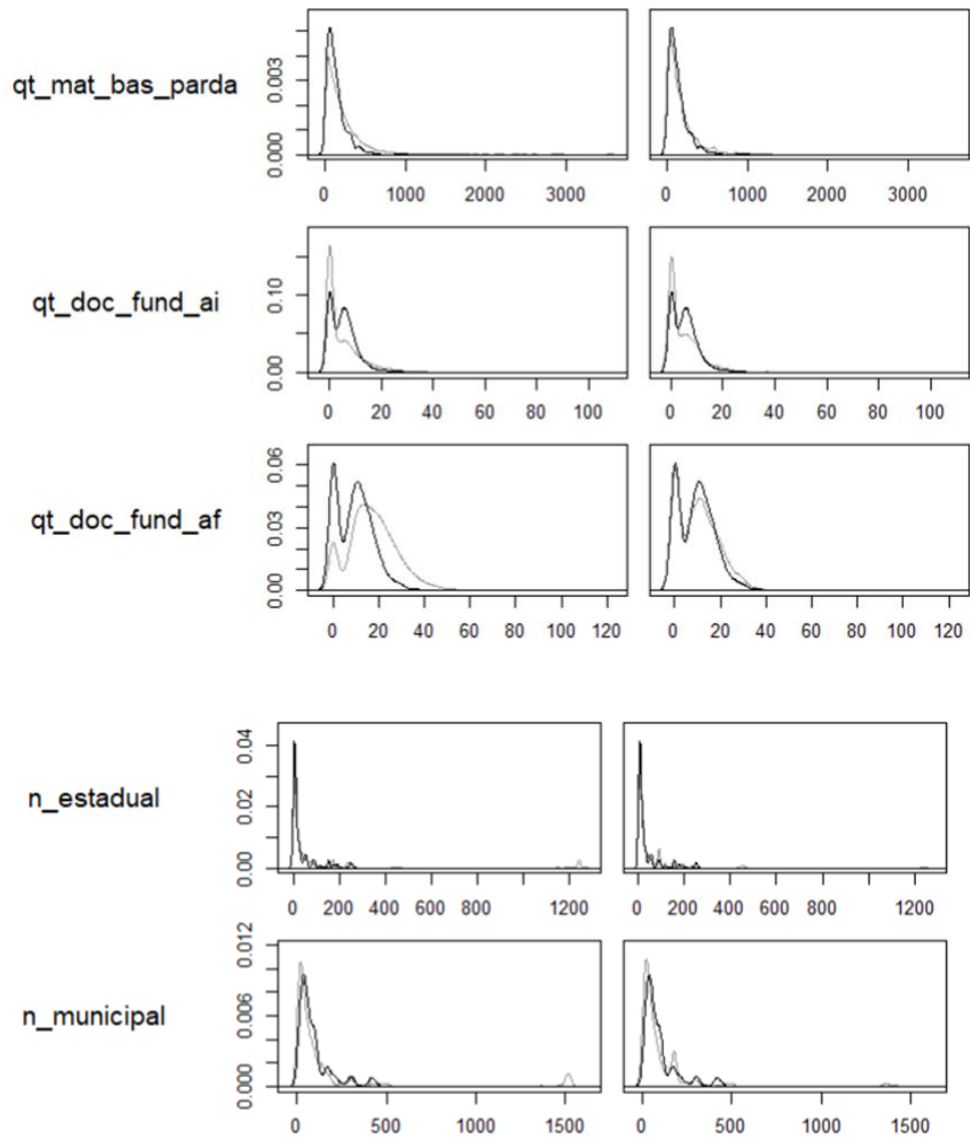 qt_mat_bas_parda
0.000 0.003
0 1000 2000 3000 0 1000 2000 3000
qt_doc_fund_ai
0.00 0.10
0 20 40 60 80 100 0 20 40 60 80 100
qt_doc_fund_af
0.00 0.03 0.06
0 20 40 60 80 100 120 0 20 40 60 80 100 120
n_estadual
0.00 0.02 0.04
0 200 400 600 800 1200 0 200 400 600 800 1200
n_municipal
0.000 0.006 0.012
0 500 1000 1500 0 500 1000 1500